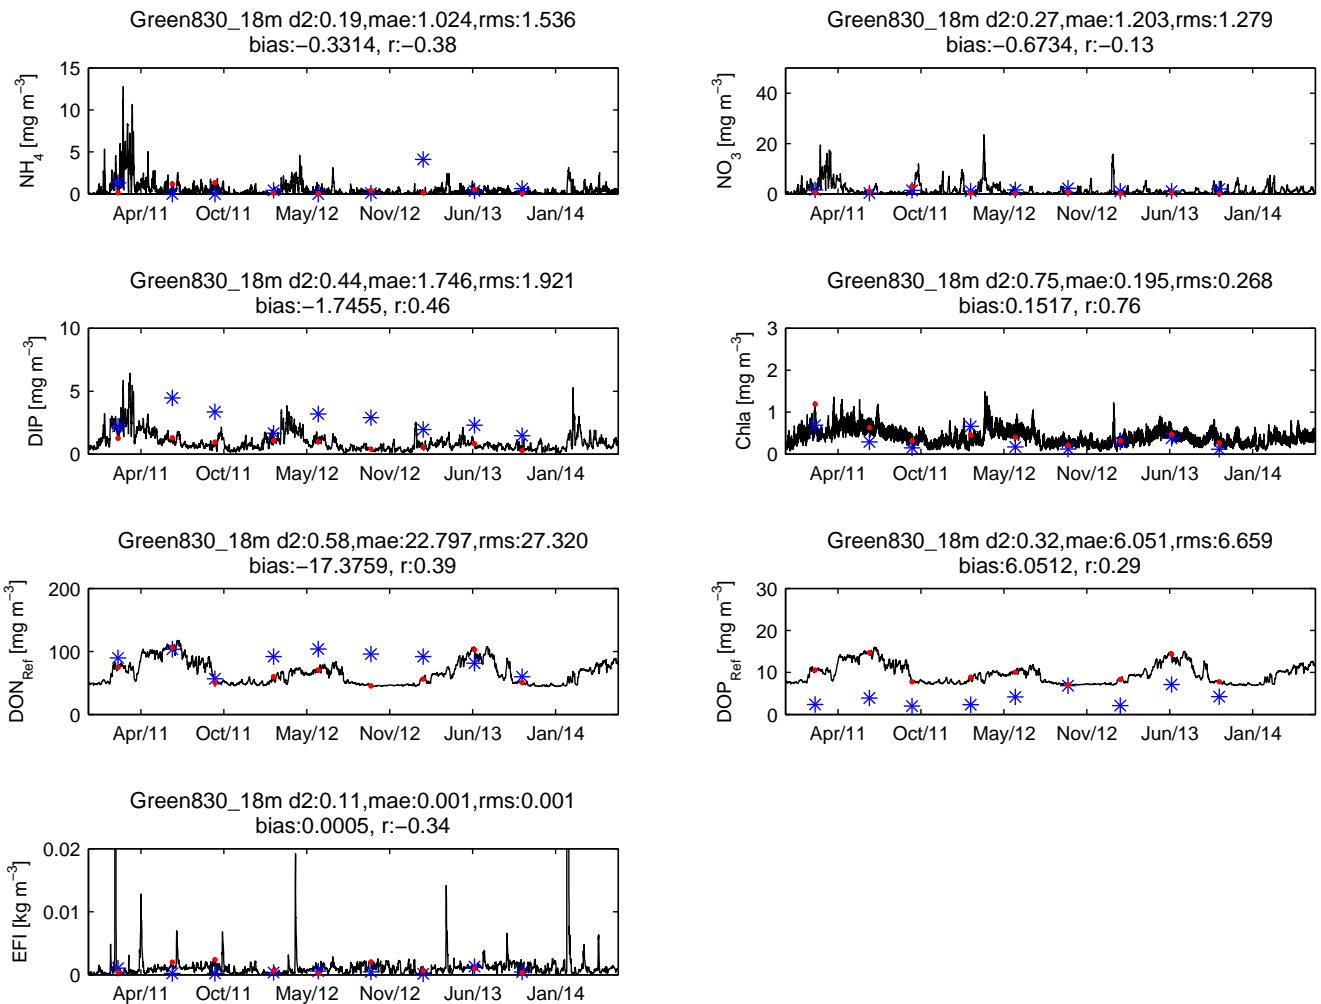 Green830_18m d2:0.19,mae:1.024,rms:1.536
bias:−0.3314, r:−0.38
NH4 [mg m−3]
15
10
5
0
Apr/11 Oct/11 May/12 Nov/12 Jun/13 Jan/14
Green830_18m d2:0.27,mae:1.203,rms:1.279
bias:−0.6734, r:−0.13
NO3 [mg m−3]
40
20
0
Apr/11 Oct/11 May/12 Nov/12 Jun/13 Jan/14
Green830_18m d2:0.44,mae:1.746,rms:1.921
bias:−1.7455, r:0.46
DIP [mg m−3]
10
5
0
Apr/11 Oct/11 May/12 Nov/12 Jun/13 Jan/14
Green830_18m d2:0.75,mae:0.195,rms:0.268
bias:0.1517, r:0.76
Chla [mg m−3]
3
2
1
0
Apr/11 Oct/11 May/12 Nov/12 Jun/13 Jan/14
Green830_18m d2:0.58,mae:22.797,rms:27.320
bias:−17.3759, r:0.39
DONRef [mg m−3]
200
100
0
Apr/11 Oct/11 May/12 Nov/12 Jun/13 Jan/14
Green830_18m d2:0.32,mae:6.051,rms:6.659
bias:6.0512, r:0.29
DOPRef [mg m−3]
30
20
10
0
Apr/11 Oct/11 May/12 Nov/12 Jun/13 Jan/14
Green830_18m d2:0.11,mae:0.001,rms:0.001
bias:0.0005, r:−0.34
EFI [kg m−3]
0.02
0.01
0
Apr/11 Oct/11 May/12 Nov/12 Jun/13 Jan/14